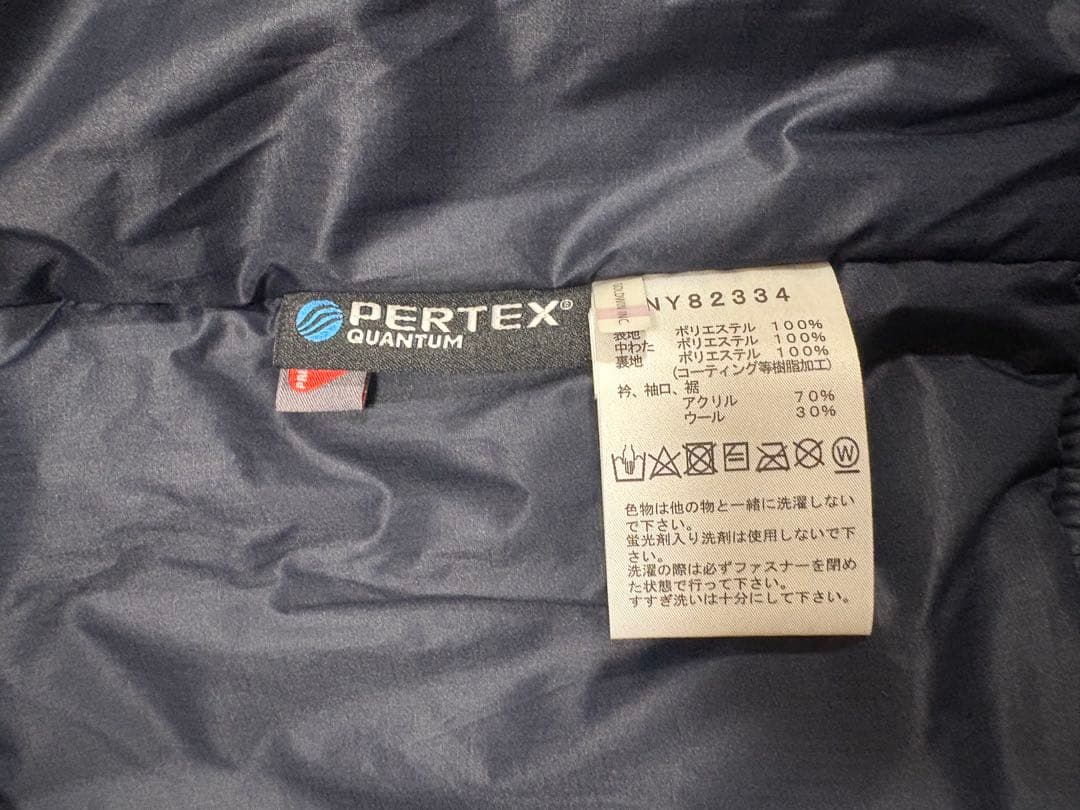 PERTEX®
QUANTUM
GOLDWIN INC
NY82334
表地 ポリエステル 100%
中わた ポリエステル 100%
裏地 ポリエステル 100%
(コーティング等樹脂加工)
衿、袖口、裾
アクリル 70%
ウール 30%
W
色物は他の物と一緒に洗濯しない
で下さい。
蛍光剤入り洗剤は使用しないで下
さい。
洗濯の際は必ずファスナーを閉め
た状態で行って下さい。
すすぎ洗いは十分にして下さい。